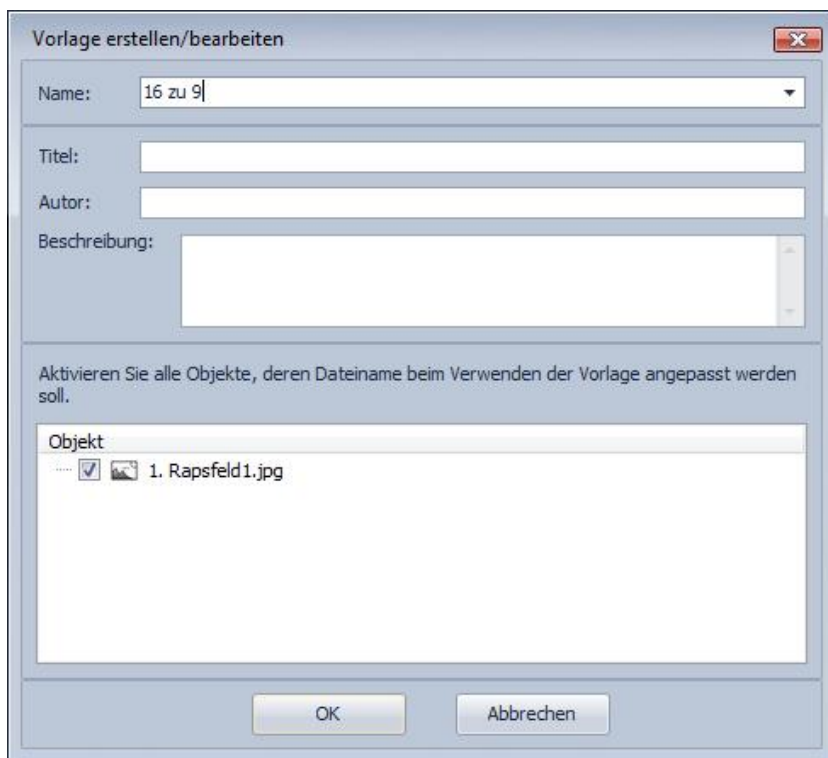 Vorlage erstellen/bearbeiten
Name: 16 zu 9
Titel:
Autor:
Beschreibung:
Aktivieren Sie alle Objekte, deren Dateiname beim Verwenden der Vorlage angepasst werden
soll.
Objekt
1. Rapsfeld1.jpg
OK Abbrechen